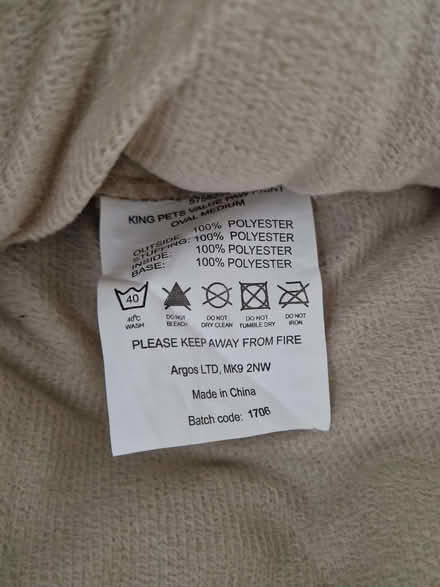 KING PETS VALUE PAW PRINT
OVAL MEDIUM
OUTSIDE: 100% POLYESTER
STUFFING: 100% POLYESTER
INSIDE: 100% POLYESTER
BASE: 100% POLYESTER
40
40°C WASH
DO NOT BLEACH
DO NOT DRY CLEAN
DO NOT TUMBLE DRY
DO NOT IRON
PLEASE KEEP AWAY FROM FIRE
Argos LTD, MK9 2NW
Made in China
Batch code: 1706